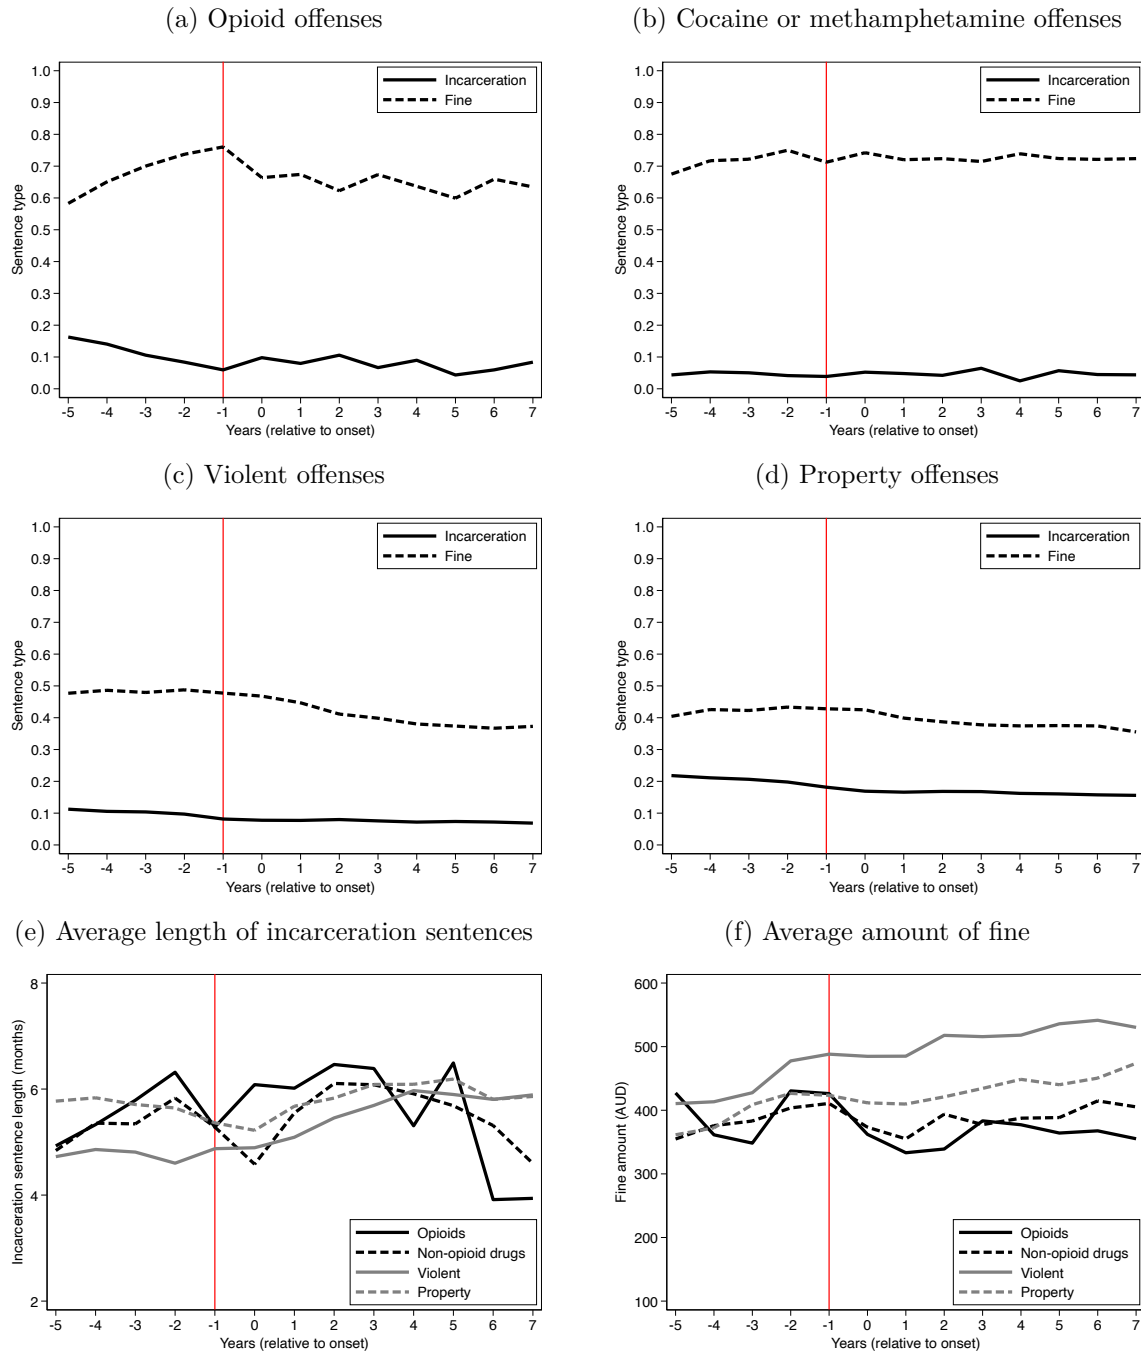 (a) Opioid offenses
1.0
0.9
0.8
0.7
0.6
0.5
0.4
0.3
0.2
0.1
0.0
Sentence type
Incarceration
Fine
-5 -4 -3 -2 -1 0 1 2 3 4 5 6 7
Years (relative to onset)
(b) Cocaine or methamphetamine offenses
1.0
0.9
0.8
0.7
0.6
0.5
0.4
0.3
0.2
0.1
0.0
Sentence type
Incarceration
Fine
-5 -4 -3 -2 -1 0 1 2 3 4 5 6 7
Years (relative to onset)
(c) Violent offenses
1.0
0.9
0.8
0.7
0.6
0.5
0.4
0.3
0.2
0.1
0.0
Sentence type
Incarceration
Fine
-5 -4 -3 -2 -1 0 1 2 3 4 5 6 7
Years (relative to onset)
(d) Property offenses
1.0
0.9
0.8
0.7
0.6
0.5
0.4
0.3
0.2
0.1
0.0
Sentence type
Incarceration
Fine
-5 -4 -3 -2 -1 0 1 2 3 4 5 6 7
Years (relative to onset)
(e) Average length of incarceration sentences
8
6
4
2
Incarceration sentence length (months)
Opioids
Non-opioid drugs
Violent
Property
-5 -4 -3 -2 -1 0 1 2 3 4 5 6 7
Years (relative to onset)
(f) Average amount of fine
600
500
400
300
200
100
Fine amount (AUD)
Opioids
Non-opioid drugs
Violent
Property
-5 -4 -3 -2 -1 0 1 2 3 4 5 6 7
Years (relative to onset)